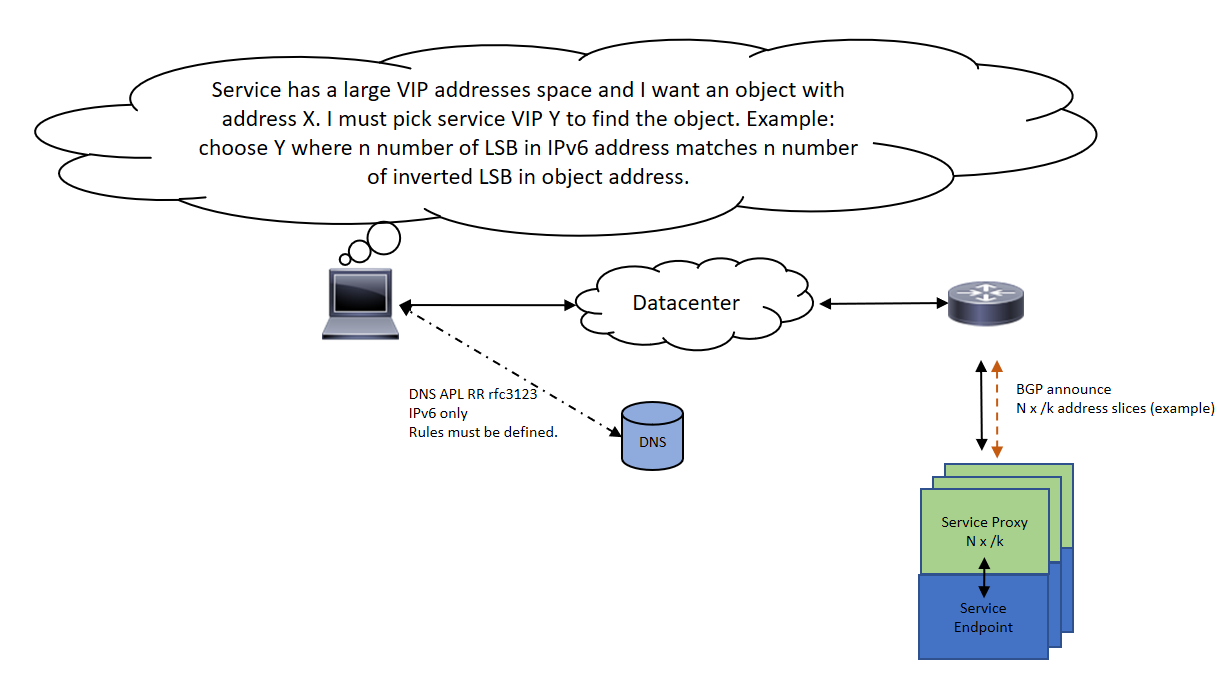 Service has a large VIP addresses space and I want an object with
address X. I must pick service VIP Y to find the object. Example:
choose Y where n number of LSB in IPv6 address matches n number
of inverted LSB in object address.
Datacenter
DNS APL RR rfc3123
IPv6 only
Rules must be defined.
DNS
BGP announce
N x /k address slices (example)
Service Proxy
N x /k
Service
Endpoint